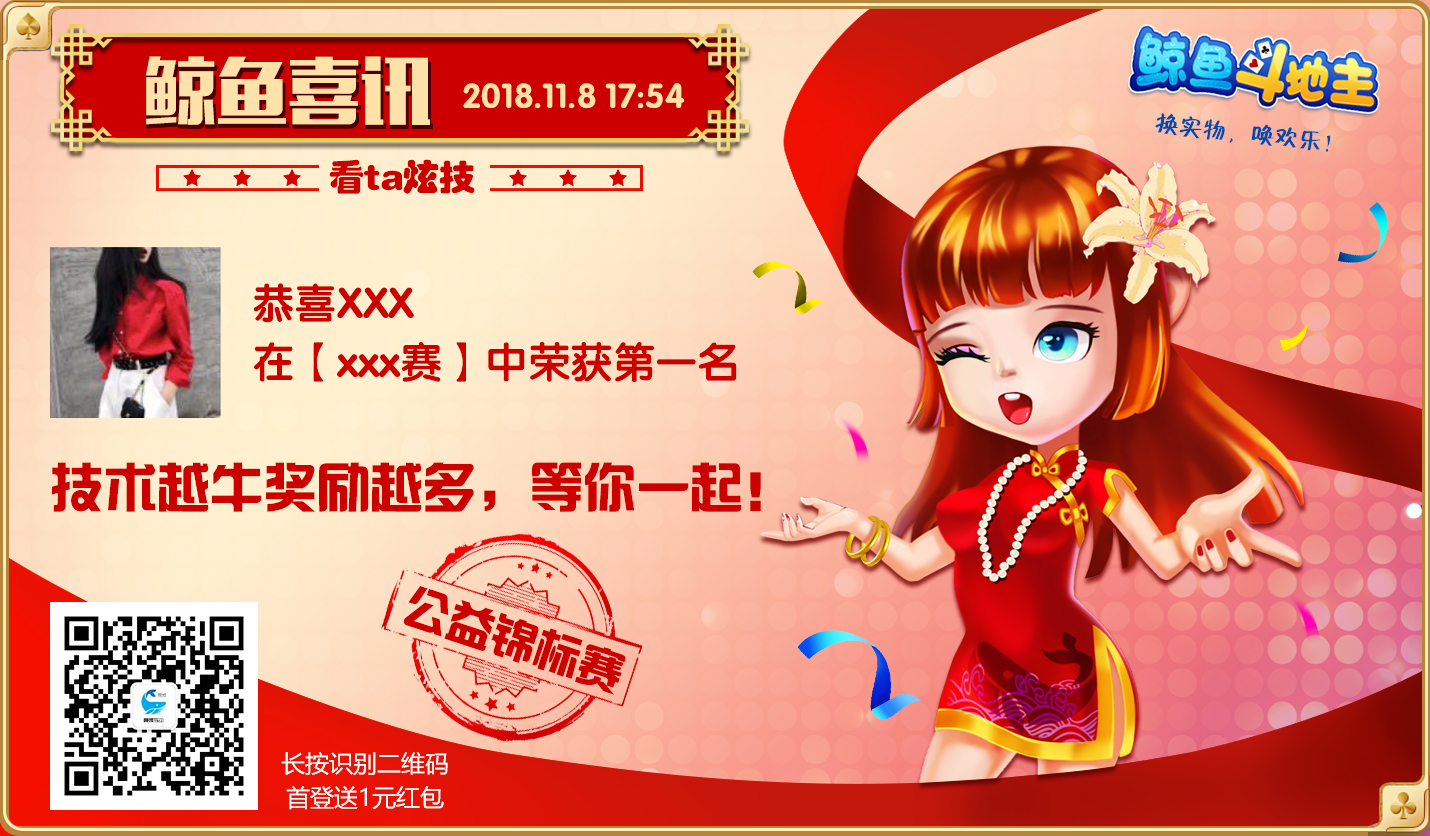 鲸鱼喜讯 2018.11.8 17:54
鲸鱼斗地主
换实物，唤欢乐！
看ta炫技
恭喜XXX
在【xxx赛】中荣获第一名
技术越牛奖励越多，等你一起！
公益锦标赛
长按识别二维码
首登送1元红包